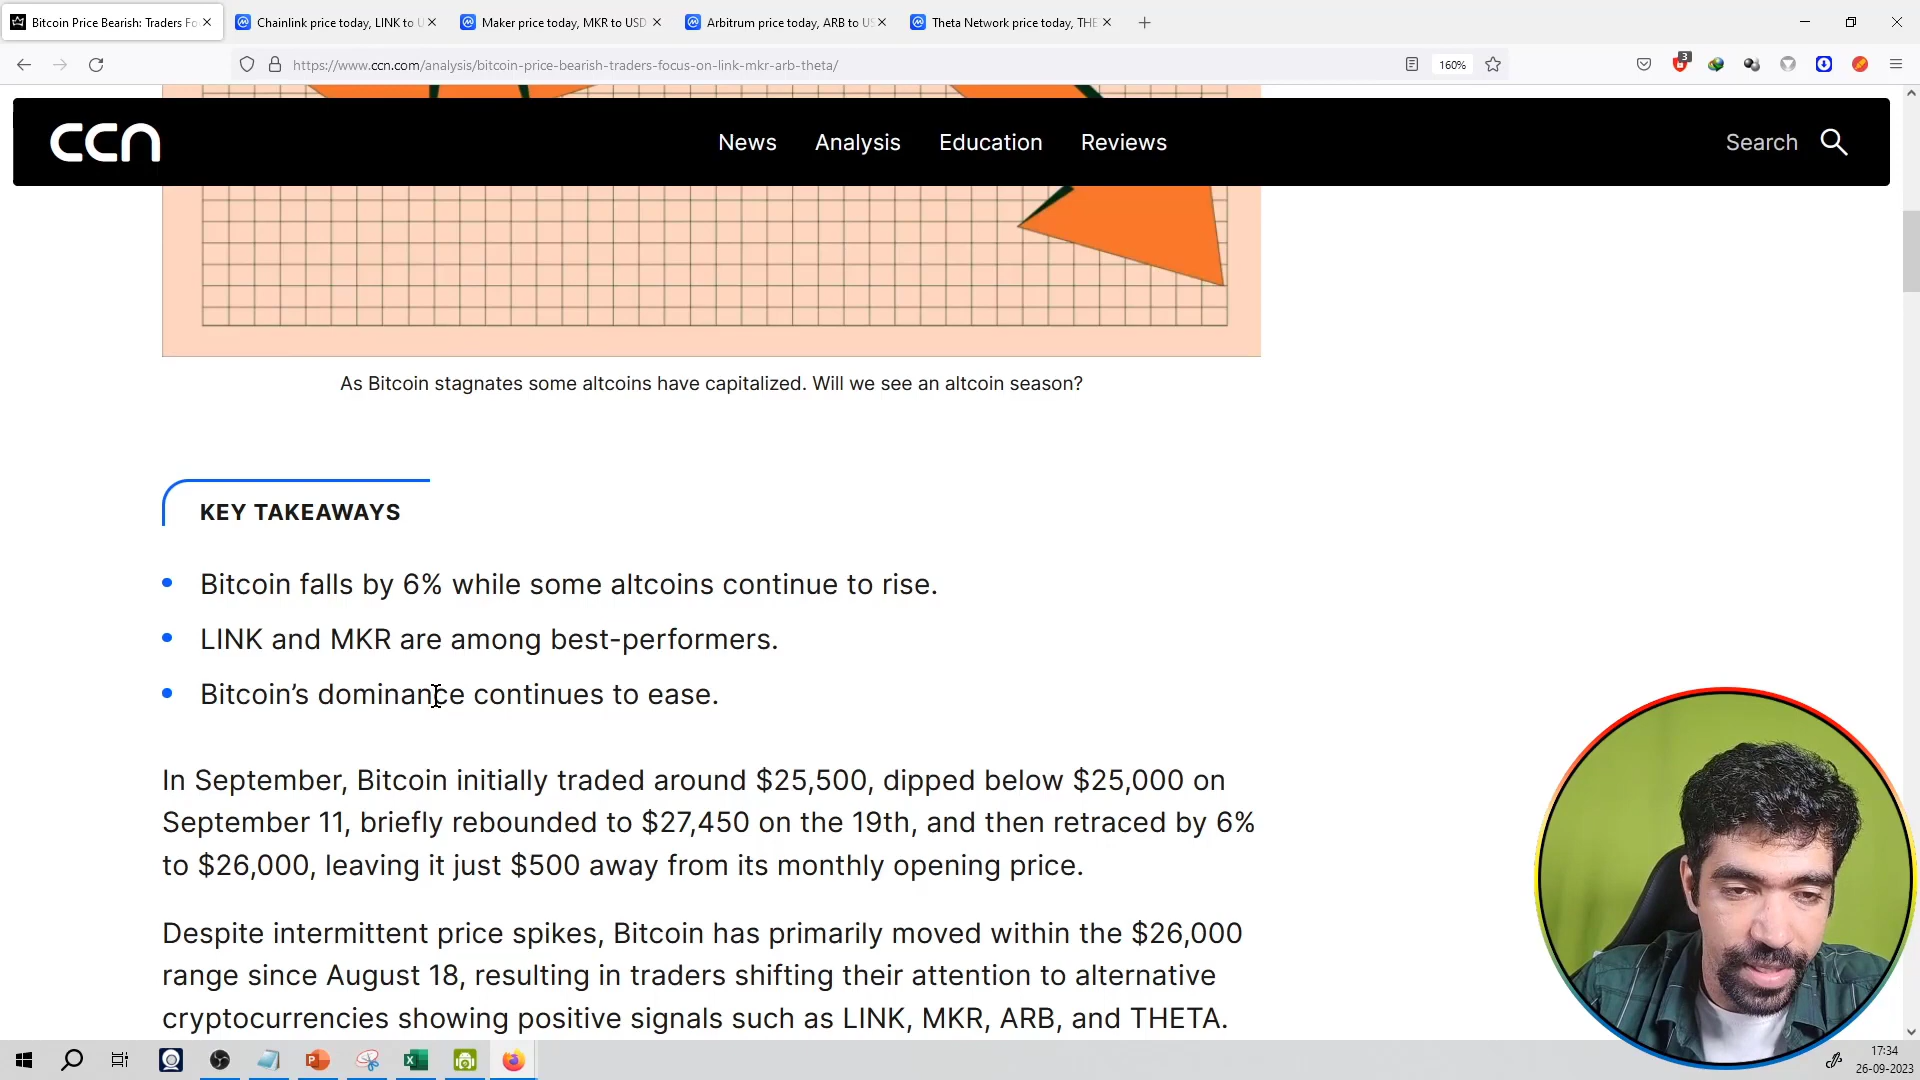 Bitcoin Price Bearish: Traders Fo
Chainlink price today, LINK to U
Maker price today, MKR to USD
Arbitrum price today, ARB to US
Theta Network price today, THE
https://www.ccn.com/analysis/bitcoin-price-bearish-traders-focus-on-link-mkr-arb-theta/
160%
3
ccn
News
Analysis
Education
Reviews
Search
As Bitcoin stagnates some altcoins have capitalized. Will we see an altcoin season?
KEY TAKEAWAYS
Bitcoin falls by 6% while some altcoins continue to rise.
LINK and MKR are among best-performers.
Bitcoin’s dominance continues to ease.
In September, Bitcoin initially traded around $25,500, dipped below $25,000 on
September 11, briefly rebounded to $27,450 on the 19th, and then retraced by 6%
to $26,000, leaving it just $500 away from its monthly opening price.
Despite intermittent price spikes, Bitcoin has primarily moved within the $26,000
range since August 18, resulting in traders shifting their attention to alternative
cryptocurrencies showing positive signals such as LINK, MKR, ARB, and THETA.
17:34
26-09-2023